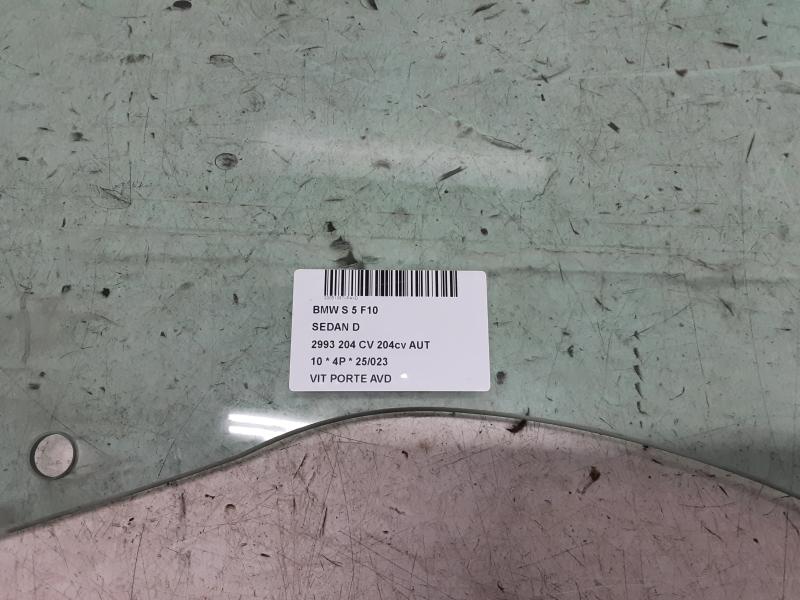 BMW S 5 F10
SEDAN D
2993 204 CV 204cv AUT
10 * 4P * 25/023
VIT PORTE AVD